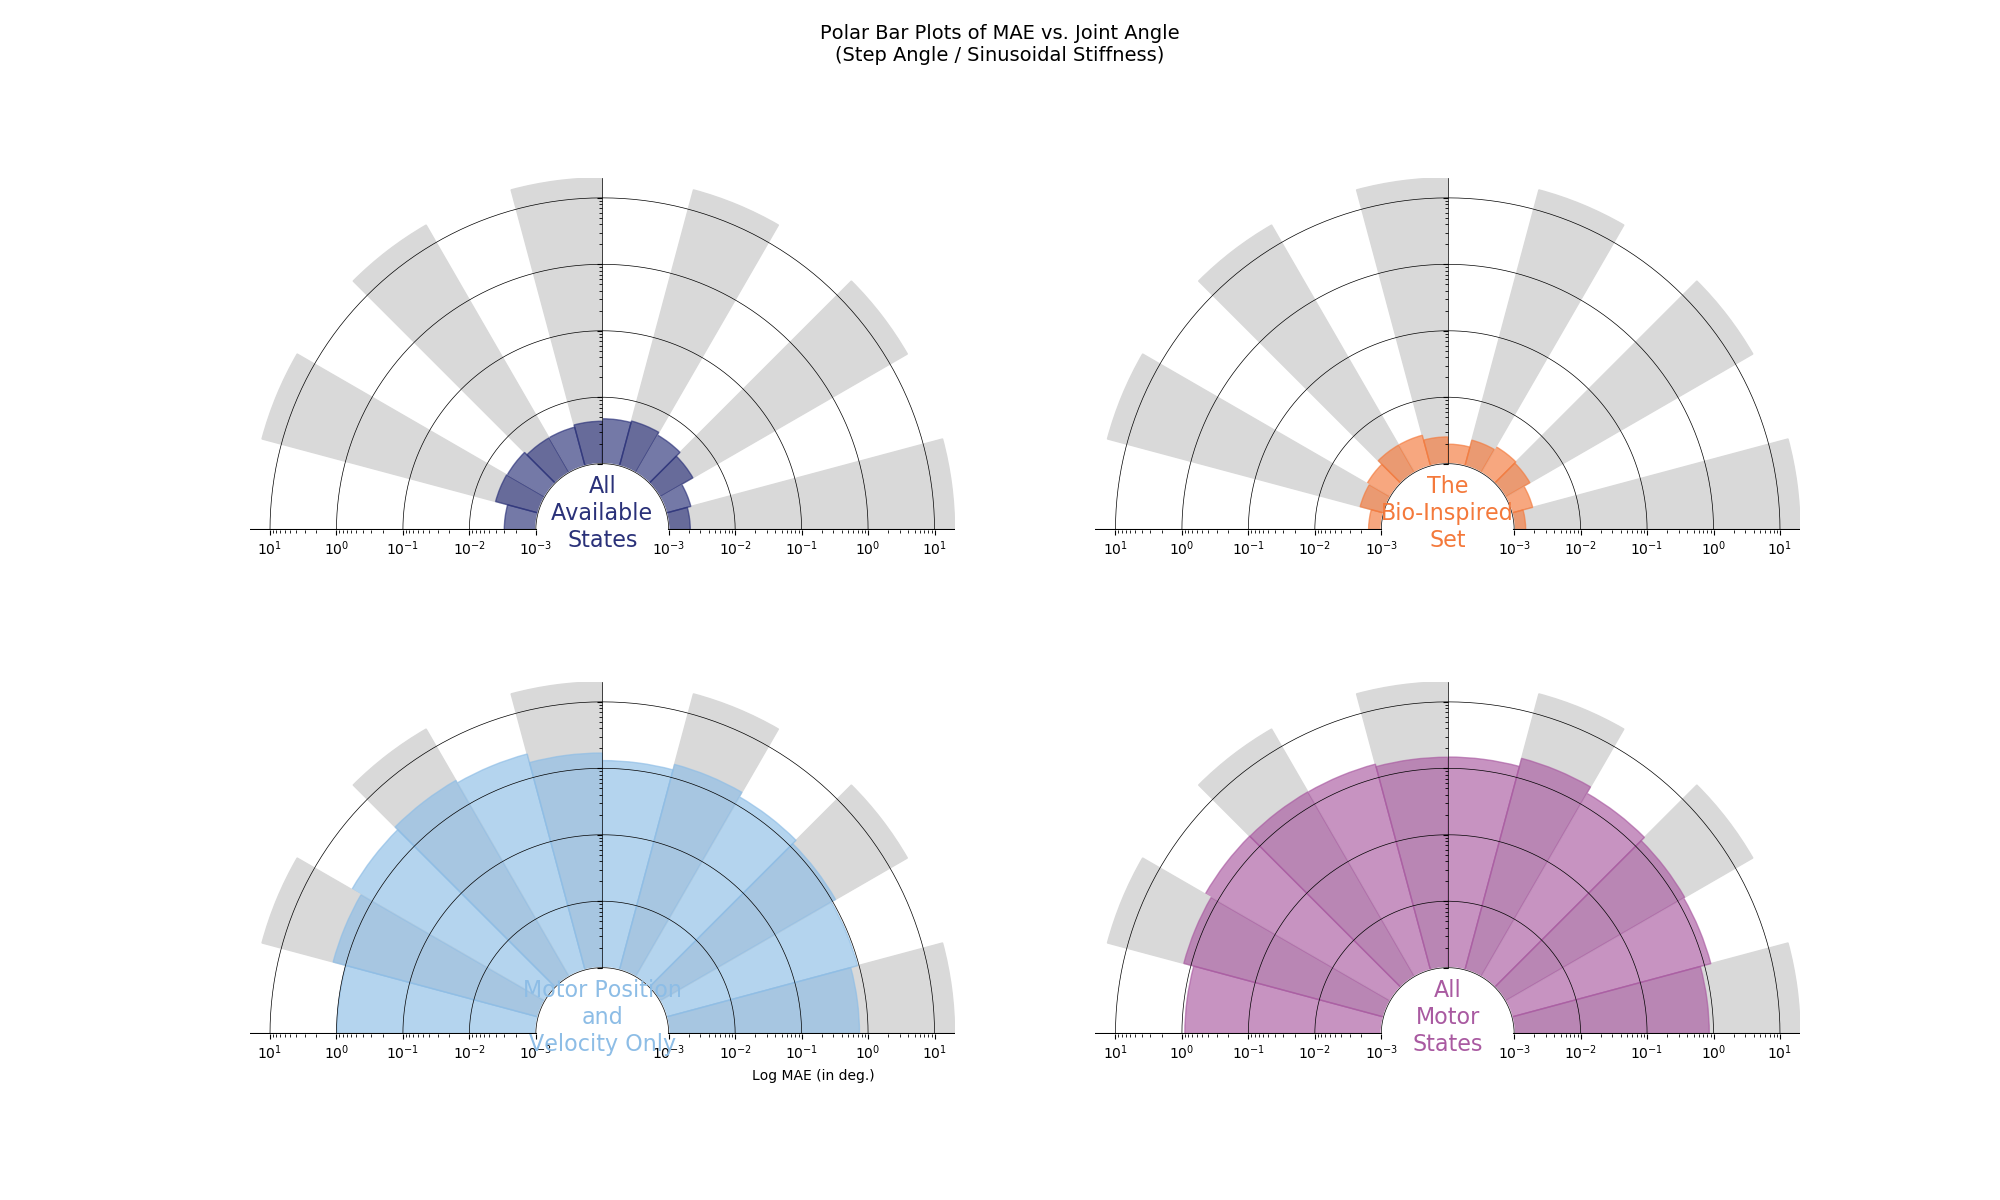 Polar Bar Plots of MAE vs. Joint Angle
(Step Angle / Sinusoidal Stiffness)
All
Available
States
10¹ 10⁰ 10⁻¹ 10⁻² 10⁻³ 10⁻³ 10⁻² 10⁻¹ 10⁰ 10¹
The
Bio-Inspired
Set
10¹ 10⁰ 10⁻¹ 10⁻² 10⁻³ 10⁻³ 10⁻² 10⁻¹ 10⁰ 10¹
Motor Position
and
Velocity Only
10¹ 10⁰ 10⁻¹ 10⁻² 10⁻³ 10⁻³ 10⁻² 10⁻¹ 10⁰ 10¹
Log MAE (in deg.)
All
Motor
States
10¹ 10⁰ 10⁻¹ 10⁻² 10⁻³ 10⁻³ 10⁻² 10⁻¹ 10⁰ 10¹